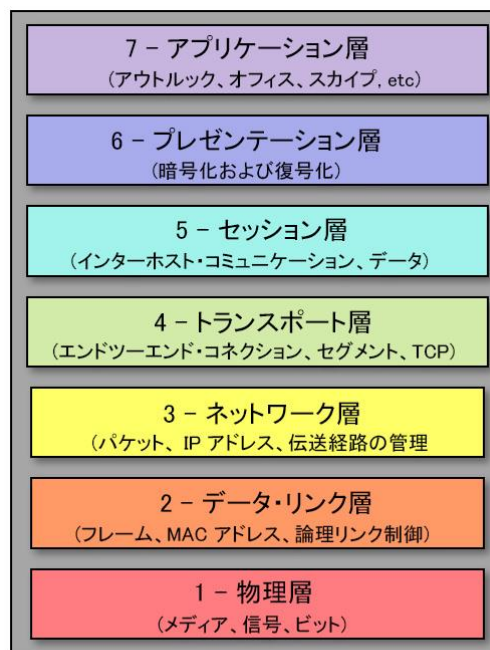 7 － アプリケーション層
(アウトルック、オフィス、スカイプ, etc)
6 － プレゼンテーション層
(暗号化および復号化)
5 － セッション層
(インターホスト・コミュニケーション、データ)
4 － トランスポート層
(エンドツーエンド・コネクション、セグメント、TCP)
3 － ネットワーク層
(パケット、 IP アドレス、伝送経路の管理
2 － データ・リンク層
(フレーム、MAC アドレス、論理リンク制御)
1 － 物理層
(メディア、信号、ビット)